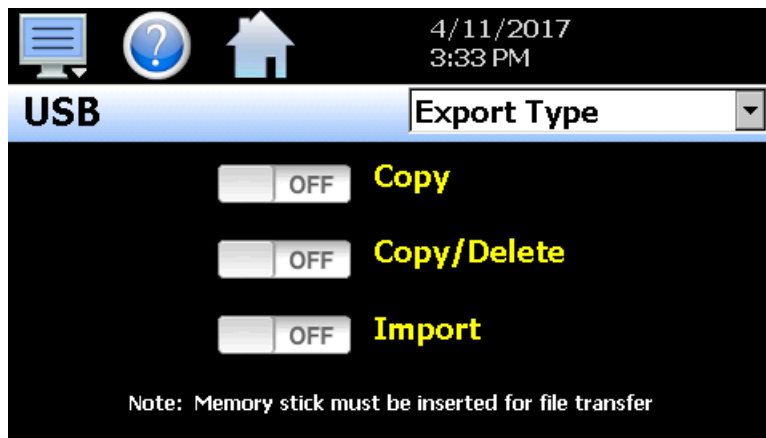 ?
4/11/2017
3:33 PM
USB
Export Type
OFF Copy
OFF Copy/Delete
OFF Import
Note: Memory stick must be inserted for file transfer